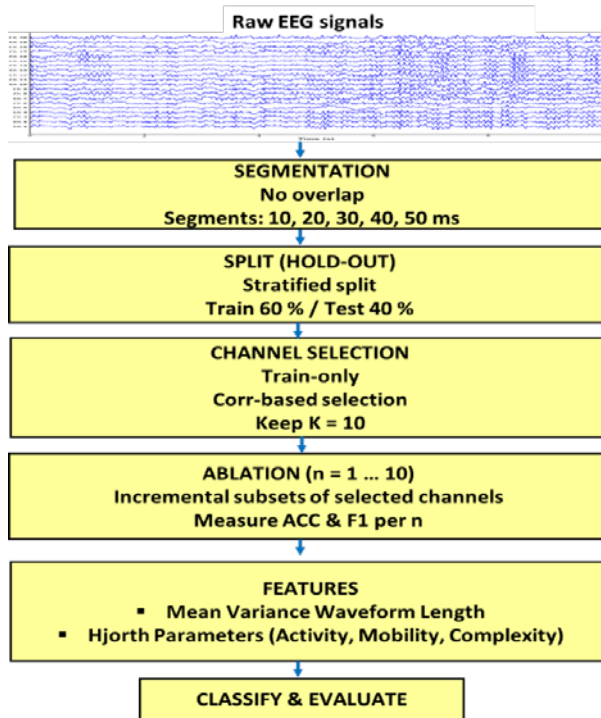 Raw EEG signals
Time (s)
SEGMENTATION
No overlap
Segments: 10, 20, 30, 40, 50 ms
SPLIT (HOLD-OUT)
Stratified split
Train 60 % / Test 40 %
CHANNEL SELECTION
Train-only
Corr-based selection
Keep K = 10
ABLATION (n = 1 ... 10)
Incremental subsets of selected channels
Measure ACC & F1 per n
FEATURES
▪ Mean Variance Waveform Length
▪ Hjorth Parameters (Activity, Mobility, Complexity)
CLASSIFY & EVALUATE